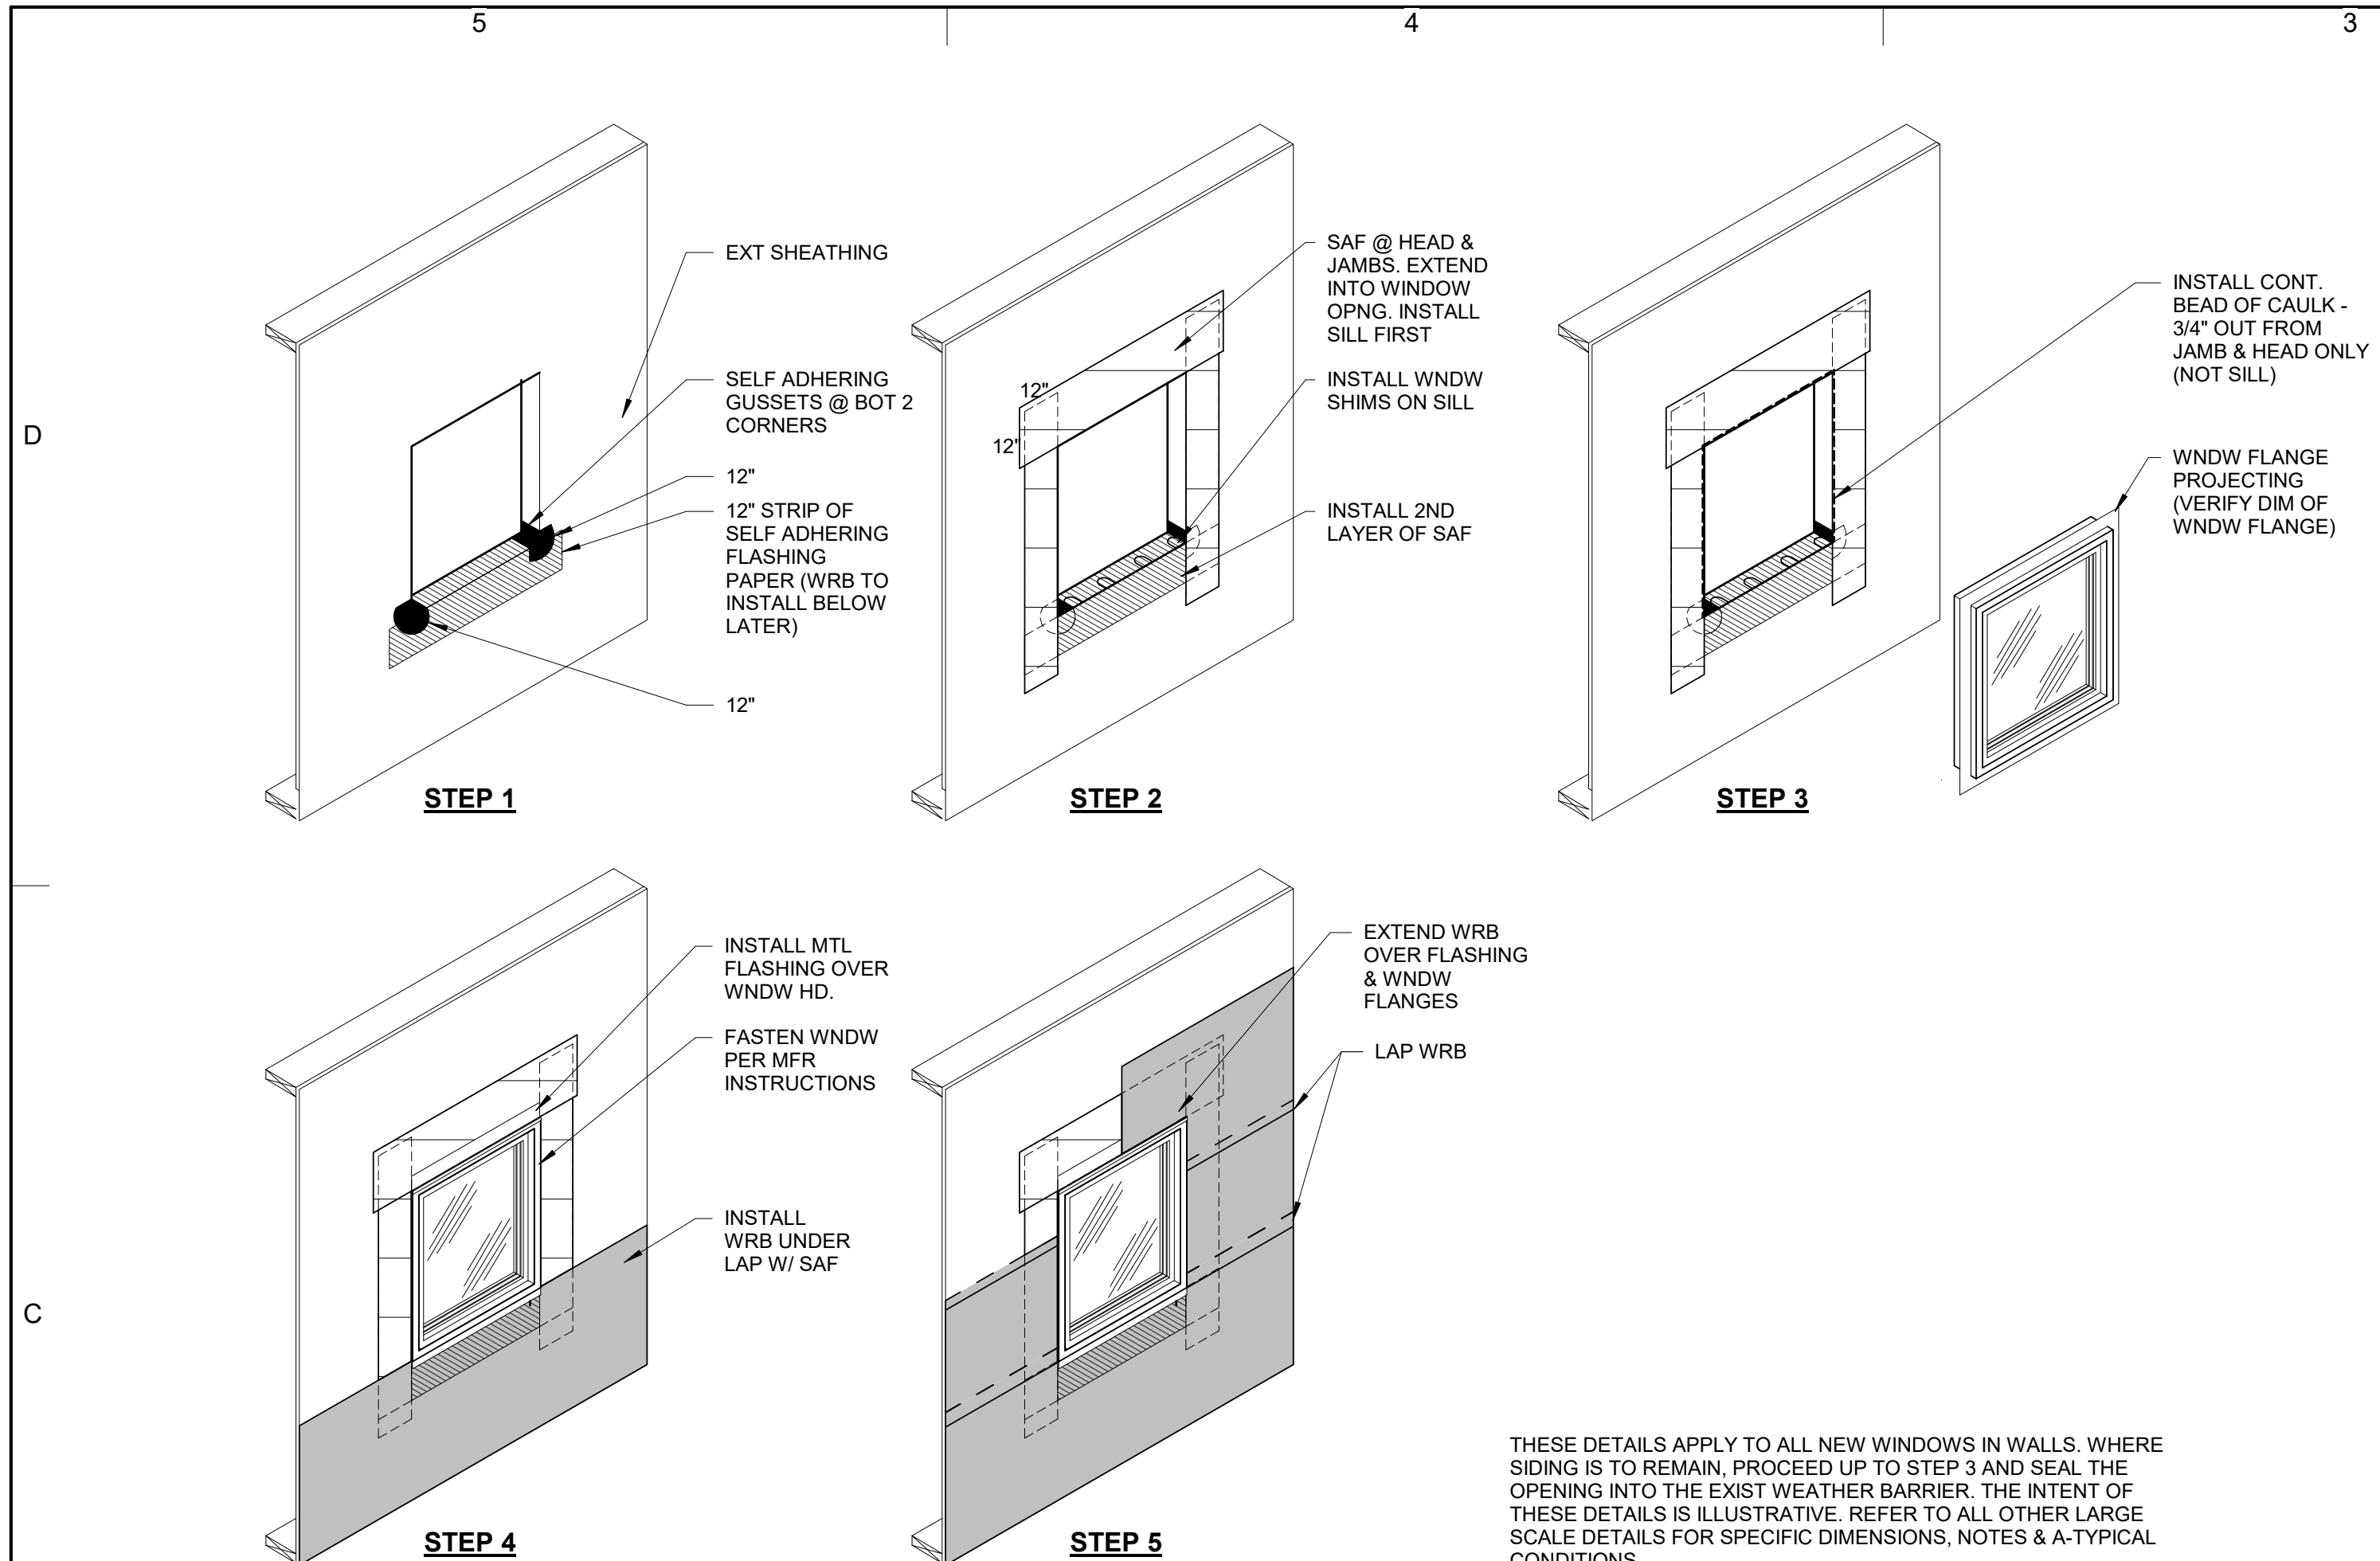 5
4
3
D
EXT SHEATHING
SELF ADHERING
GUSSETS @ BOT 2
CORNERS
12"
12" STRIP OF
SELF ADHERING
FLASHING
PAPER (WRB TO
INSTALL BELOW
LATER)
12"
STEP 1
SAF @ HEAD &
JAMBS. EXTEND
INTO WINDOW
OPNG. INSTALL
SILL FIRST
12"
12"
INSTALL WNDW
SHIMS ON SILL
INSTALL 2ND
LAYER OF SAF
STEP 2
INSTALL CONT.
BEAD OF CAULK -
3/4" OUT FROM
JAMB & HEAD ONLY
(NOT SILL)
WNDW FLANGE
PROJECTING
(VERIFY DIM OF
WNDW FLANGE)
STEP 3
C
INSTALL MTL
FLASHING OVER
WNDW HD.
FASTEN WNDW
PER MFR
INSTRUCTIONS
INSTALL
WRB UNDER
LAP W/ SAF
STEP 4
EXTEND WRB
OVER FLASHING
& WNDW
FLANGES
LAP WRB
STEP 5
THESE DETAILS APPLY TO ALL NEW WINDOWS IN WALLS. WHERE
SIDING IS TO REMAIN, PROCEED UP TO STEP 3 AND SEAL THE
OPENING INTO THE EXIST WEATHER BARRIER. THE INTENT OF
THESE DETAILS IS ILLUSTRATIVE. REFER TO ALL OTHER LARGE
SCALE DETAILS FOR SPECIFIC DIMENSIONS, NOTES & A-TYPICAL
CONDITIONS